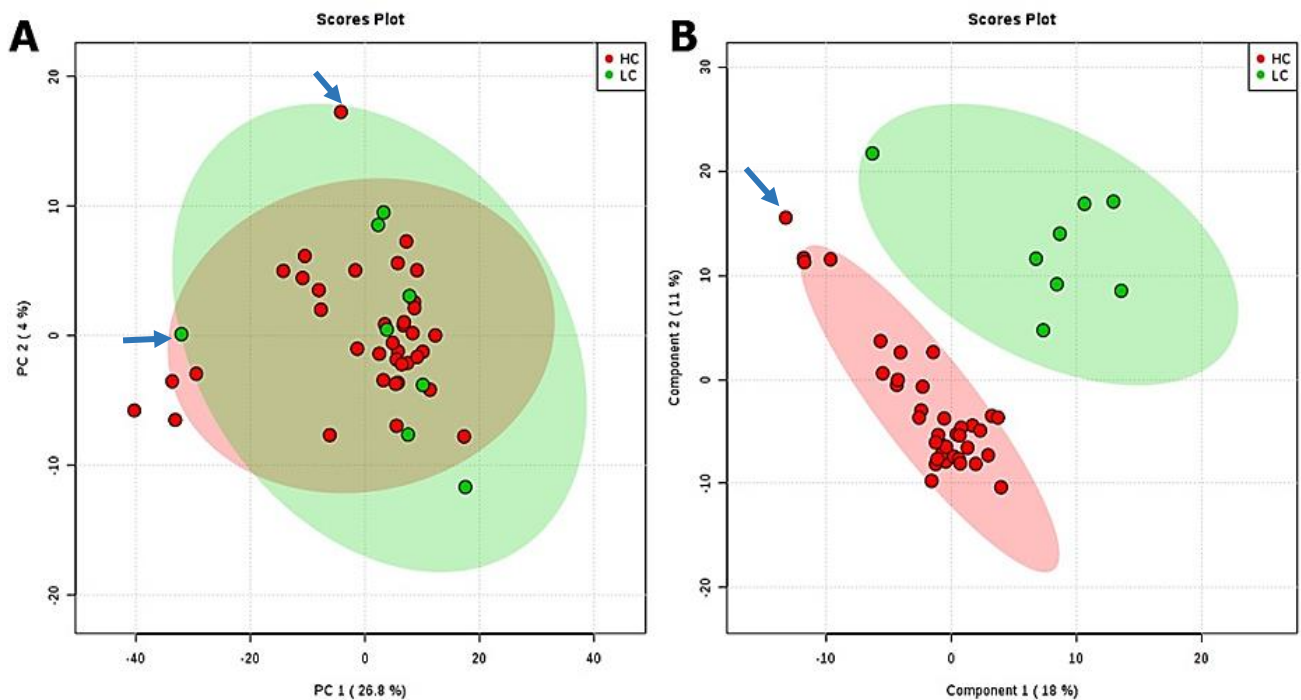 A
Scores Plot
HC
LC
20
10
0
-10
-20
PC 2 ( 4 %)
-40
-20
0
20
40
PC 1 ( 26.8 %)
B
Scores Plot
HC
LC
30
20
10
0
-10
-20
Component 2 ( 11 %)
-10
0
10
20
Component 1 ( 18 %)